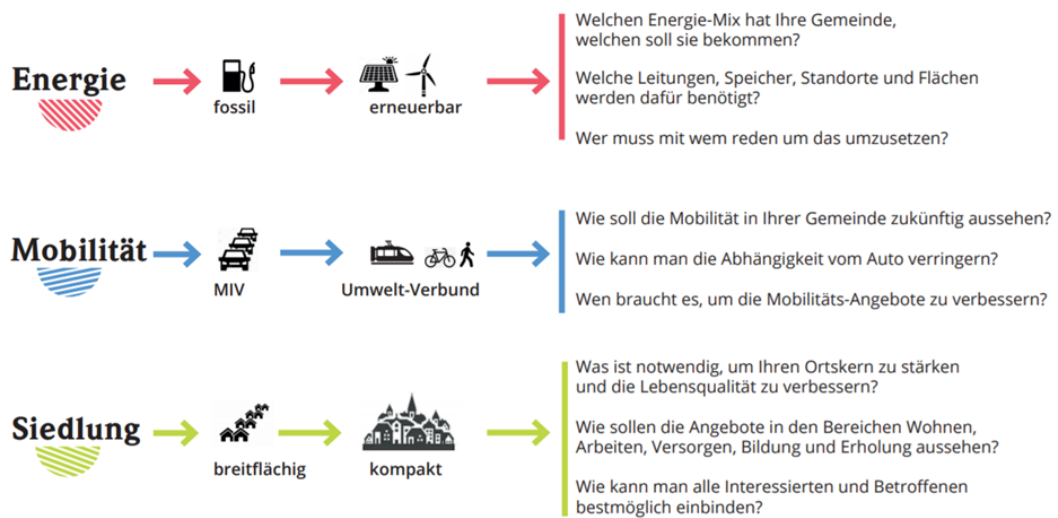 Energie
fossil
erneuerbar
Welchen Energie-Mix hat Ihre Gemeinde,
welchen soll sie bekommen?
Welche Leitungen, Speicher, Standorte und Flächen
werden dafür benötigt?
Wer muss mit wem reden um das umzusetzen?
Mobilität
MIV
Umwelt-Verbund
Wie soll die Mobilität in Ihrer Gemeinde zukünftig aussehen?
Wie kann man die Abhängigkeit vom Auto verringern?
Wen braucht es, um die Mobilitäts-Angebote zu verbessern?
Siedlung
breitflächig
kompakt
Was ist notwendig, um Ihren Ortskern zu stärken
und die Lebensqualität zu verbessern?
Wie sollen die Angebote in den Bereichen Wohnen,
Arbeiten, Versorgen, Bildung und Erholung aussehen?
Wie kann man alle Interessierten und Betroffenen
bestmöglich einbinden?